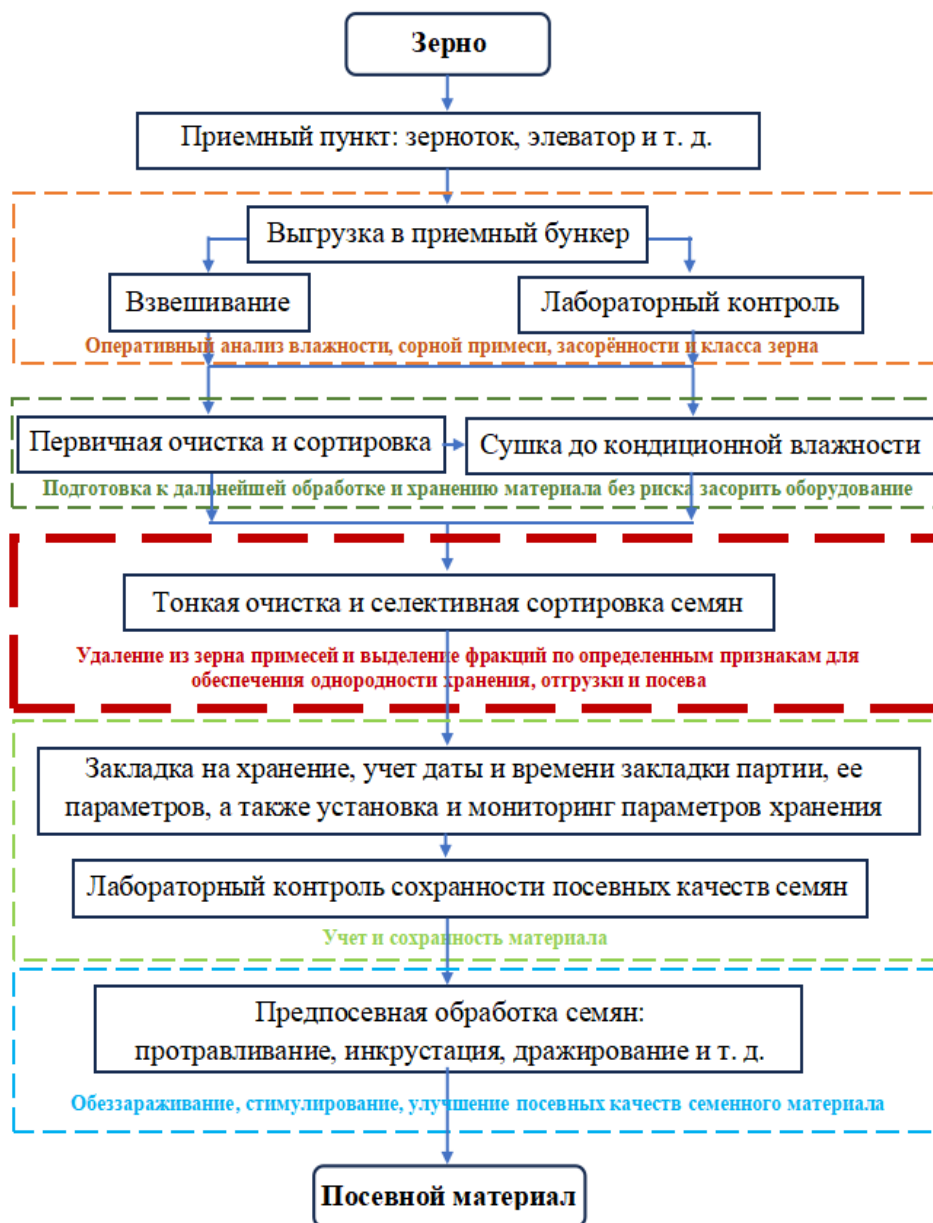 Зерно
Приемный пункт: зерноток, элеватор и т. д.
Выгрузка в приемный бункер
Взвешивание
Лабораторный контроль
Оперативный анализ влажности, сорной примеси, засорённости и класса зерна
Первичная очистка и сортировка
Сушка до кондиционной влажности
Подготовка к дальнейшей обработке и хранению материала без риска засорить оборудование
Тонкая очистка и селективная сортировка семян
Удаление из зерна примесей и выделение фракций по определенным признакам для
обеспечения однородности хранения, отгрузки и посева
Закладка на хранение, учет даты и времени закладки партии, ее
параметров, а также установка и мониторинг параметров хранения
Лабораторный контроль сохранности посевных качеств семян
Учет и сохранность материала
Предпосевная обработка семян:
протравливание, инкрустация, дражирование и т. д.
Обеззараживание, стимулирование, улучшение посевных качеств семенного материала
Посевной материал